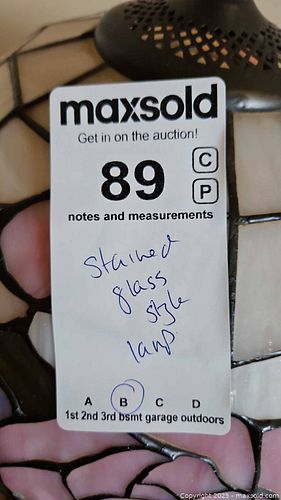 maxsold
Get in on the auction!
89
C
P
notes and measurements
stained
glass
style
lamp
A B C D
1st 2nd 3rd bsmt garage outdoors
Copyright 2025 - maxsold.com